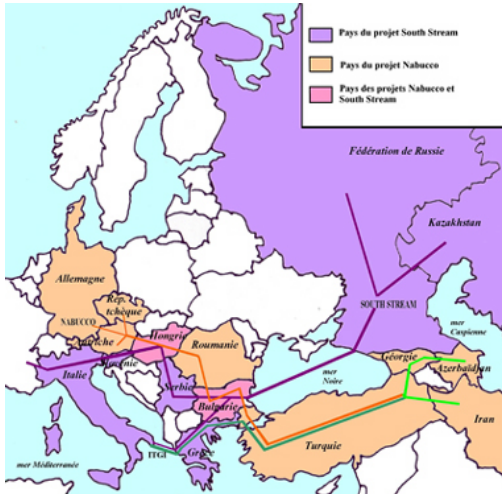 Pays du projet South Stream
Pays du projet Nabucco
Pays des projets Nabucco et
South Stream
Fédération de Russie
Kazakhstan
Allemagne
Rép.
tchèque
NABUCCO
SOUTH STREAM
mer
Caspienne
Autriche
Hongrie
Roumanie
Slovénie
Géorgie
Azerbaïdjan
Italie
Serbie
mer
Noire
Bulgarie
Iran
ITGI
Grèce
Turquie
mer Méditerranée